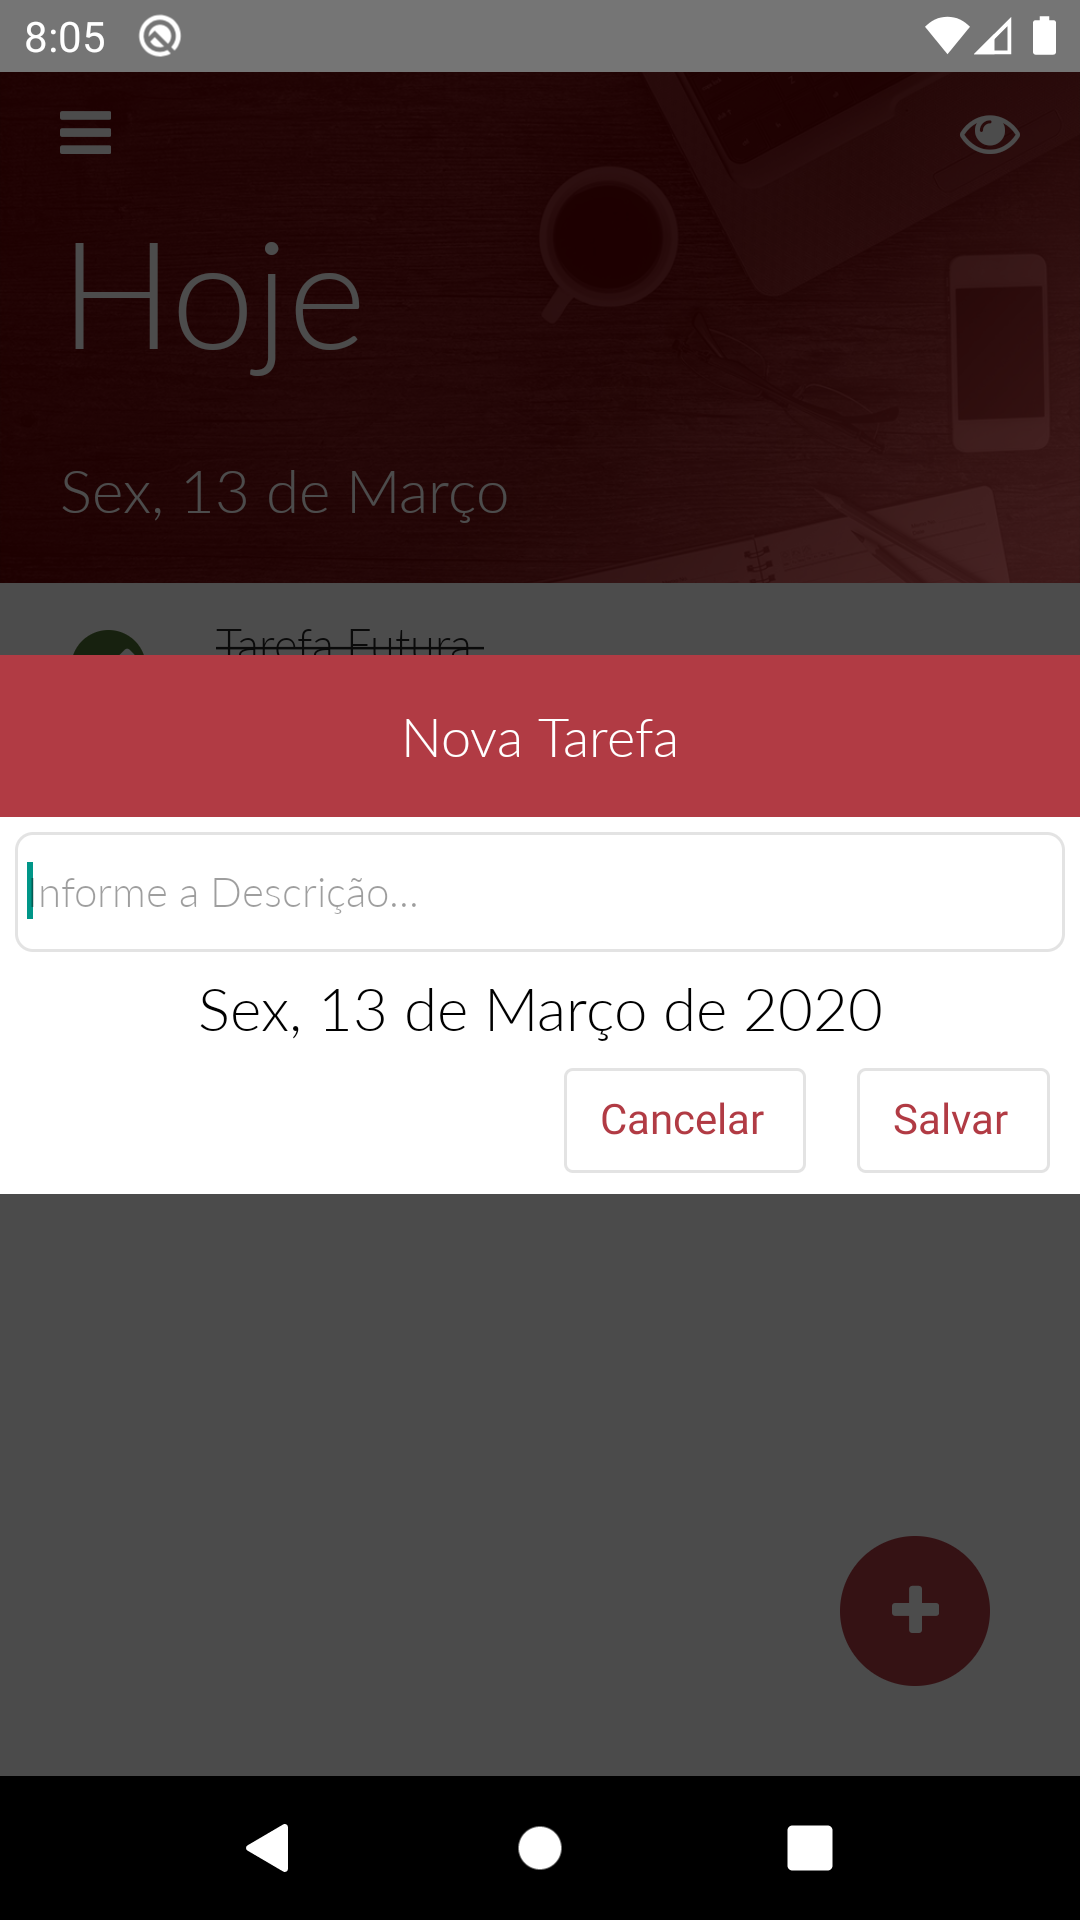 8:05
Hoje
Sex, 13 de Março
Tarefa Futura
Nova Tarefa
Informe a Descrição...
Sex, 13 de Março de 2020
Cancelar
Salvar